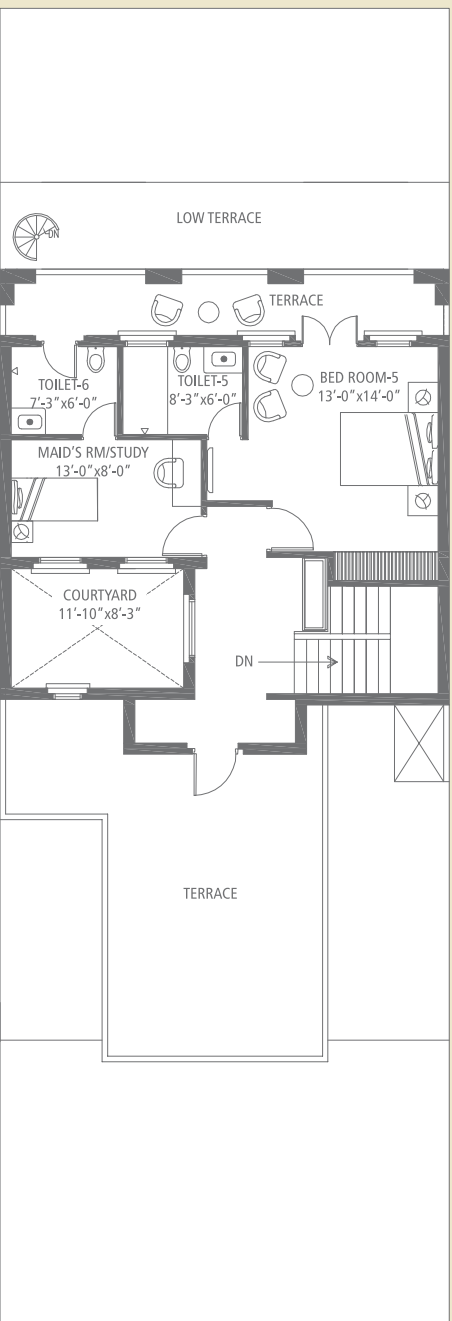 LOW TERRACE
DN
TERRACE
TOILET-6
7'-3"x6'-0"
TOILET-5
8'-3"x6'-0"
BED ROOM-5
13'-0"x14'-0"
MAID'S RM/STUDY
13'-0"x8'-0"
COURTYARD
11'-10"x8'-3"
DN
TERRACE